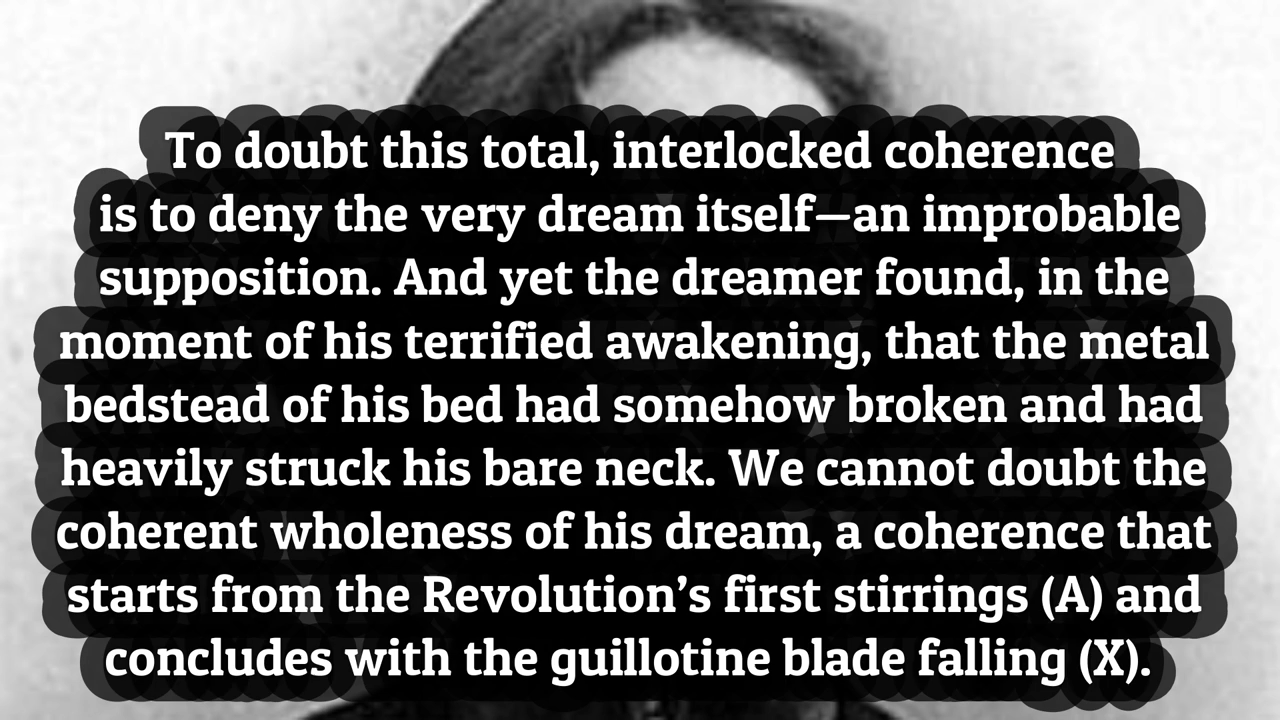 To doubt this total, interlocked coherence
is to deny the very dream itself—an improbable
supposition. And yet the dreamer found, in the
moment of his terrified awakening, that the metal
bedstead of his bed had somehow broken and had
heavily struck his bare neck. We cannot doubt the
coherent wholeness of his dream, a coherence that
starts from the Revolution’s first stirrings (A) and
concludes with the guillotine blade falling (X).